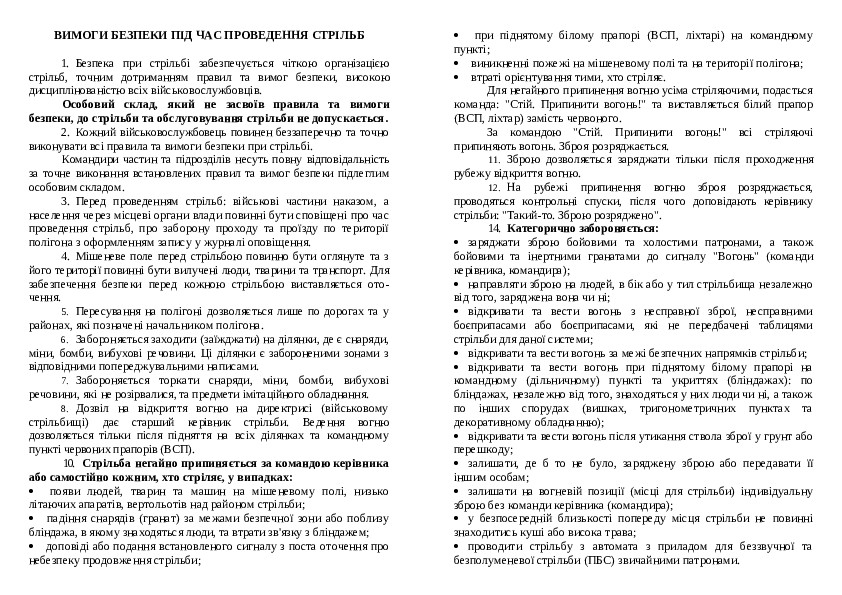 ВИМОГИ БЕЗПЕКИ ПІД ЧАС ПРОВЕДЕННЯ СТРІЛЬБ
1. Безпека при стрільбі забезпечується чіткою організацією
стрільб, точним дотриманням правил та вимог безпеки, високою
дисциплінованістю всіх військовослужбовців.
Особовий склад, який не засвоїв правила та вимоги
безпеки, до стрільби та обслуговування стрільби не допускається.
2. Кожний військовослужбовець повинен беззаперечно та точно
виконувати всі правила та вимоги безпеки при стрільбі.
Командири частин та підрозділів несуть повну відповідальність
за точне виконання встановлених правил та вимог безпеки підлеглим
особовим складом.
3. Перед проведенням стрільб: військові частини наказом, а
населення через місцеві органи влади повинні бути сповіщені про час
проведення стрільб, про заборону проходу та проїзду по території
полігона з оформленням запису у журналі оповіщення.
4. Мішеневе поле перед стрільбою повинно бути оглянуте та з
його території повинні бути вилучені люди, тварини та транспорт. Для
забезпечення безпеки перед кожною стрільбою виставляється ото-
чення.
5. Пересування на полігоні дозволяється лише по дорогах та у
районах, які позначені начальником полігона.
6. Забороняється заходити (заїжджати) на ділянки, де є снаряди,
міни, бомби, вибухові речовини. Ці ділянки є забороненими зонами з
відповідними попереджувальними написами.
7. Забороняється торкати снаряди, міни, бомби, вибухові
речовини, які не розірвалися, та предмети імітаційного обладнання.
8. Дозвіл на відкриття вогню на директрисі (військовому
стрільбищі) дає старший керівник стрільби. Ведення вогню
дозволяється тільки після підняття на всіх ділянках та командному
пункті червоних прапорів (ВСП).
10. Стрільба негайно припиняється за командою керівника
або самостійно кожним, хто стріляє, у випадках:
• появи людей, тварин та машин на мішеневому полі, низько
літаючих апаратів, вертольотів над районом стрільби;
• падіння снарядів (гранат) за межами безпечної зони або поблизу
бліндажа, в якому знаходяться люди, та втрати зв'язку з бліндажем;
• доповіді або подання встановленого сигналу з поста оточення про
небезпеку продовження стрільби;
• при піднятому білому прапорі (ВСП, ліхтарі) на командному
пункті;
• виникненні пожежі на мішеневому полі та на території полігона;
• втраті орієнтування тими, хто стріляє.
Для негайного припинення вогню усіма стріляючими, подається
команда: "Стій. Припинити вогонь!" та виставляється білий прапор
(ВСП, ліхтар) замість червоного.
За командою "Стій. Припинити вогонь!" всі стріляючі
припиняють вогонь. Зброя розряджається.
11. Зброю дозволяється заряджати тільки після проходження
рубежу відкриття вогню.
12. На рубежі припинення вогню зброя розряджається,
проводяться контрольні спуски, після чого доповідають керівнику
стрільби: "Такий-то. Зброю розряджено".
14. Категорично забороняється:
• заряджати зброю бойовими та холостими патронами, а також
бойовими та інертними гранатами до сигналу "Вогонь" (команди
керівника, командира);
• направляти зброю на людей, в бік або у тил стрільбища незалежно
від того, заряджена вона чи ні;
• відкривати та вести вогонь з несправної зброї, несправними
боєприпасами або боєприпасами, які не передбачені таблицями
стрільби для даної системи;
• відкривати та вести вогонь за межі безпечних напрямків стрільби;
• відкривати та вести вогонь при піднятому білому прапорі на
командному (дільничному) пункті та укриттях (бліндажах): по
бліндажах, незалежно від того, знаходяться у них люди чи ні, а також
по інших спорудах (вишках, тригонометричних пунктах та
декоративному обладнанню);
• відкривати та вести вогонь після утикання ствола зброї у грунт або
перешкоду;
• залишати, де б то не було, заряджену зброю або передавати її
іншим особам;
• залишати на вогневій позиції (місці для стрільби) індивідуальну
зброю без команди керівника (командира);
• у безпосередній близькості попереду місця стрільби не повинні
знаходитись куші або висока трава;
• проводити стрільбу з автомата з приладом для беззвучної та
безполуменевої стрільби (ПБС) звичайними патронами.